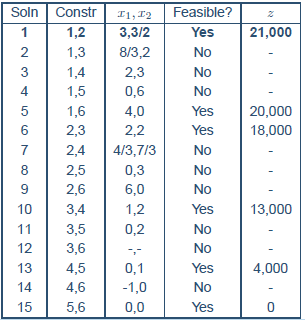 Soln Constr x1, x2 Feasible? z
1 1,2 3,3/2 Yes 21,000
2 1,3 8/3,2 No -
3 1,4 2,3 No -
4 1,5 0,6 No -
5 1,6 4,0 Yes 20,000
6 2,3 2,2 Yes 18,000
7 2,4 4/3,7/3 No -
8 2,5 0,3 No -
9 2,6 6,0 No -
10 3,4 1,2 Yes 13,000
11 3,5 0,2 No -
12 3,6 -,- No -
13 4,5 0,1 Yes 4,000
14 4,6 -1,0 No -
15 5,6 0,0 Yes 0